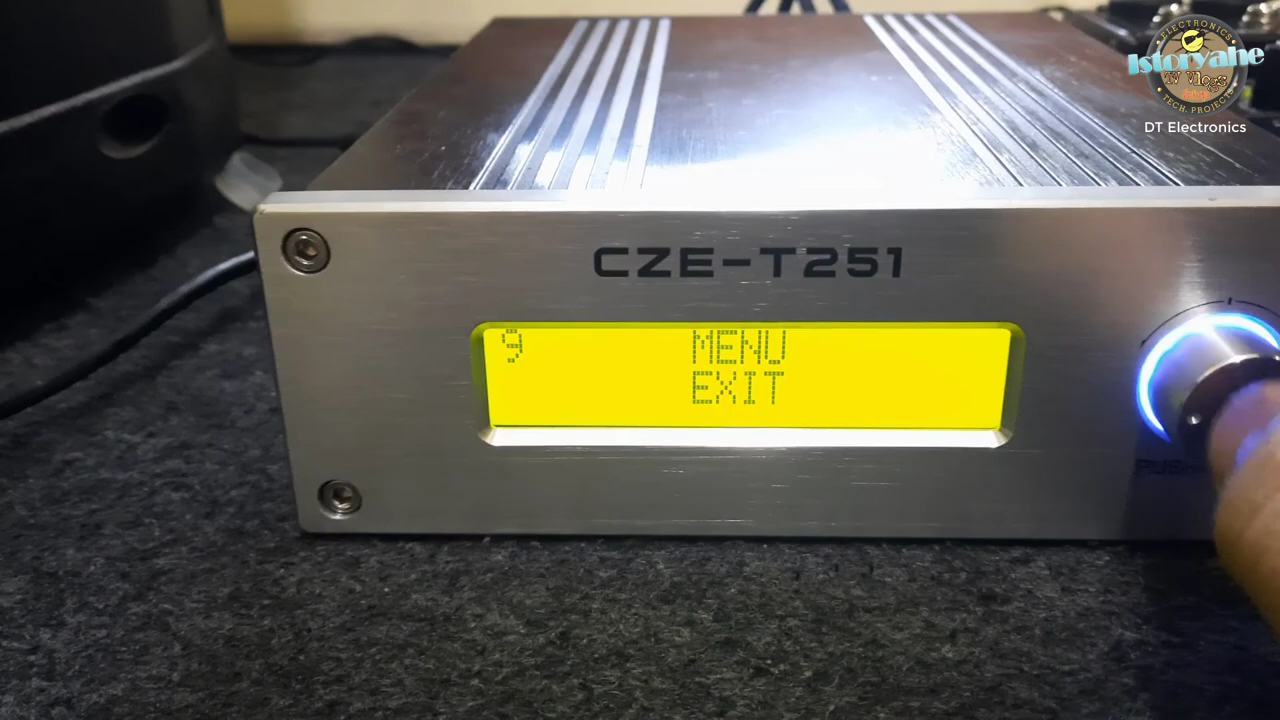 ELECTRONICS
Istoryahe
TV Vlogs
TECH. PROJECTS
DT Electronics
CZE-T251
9 MENU
EXIT